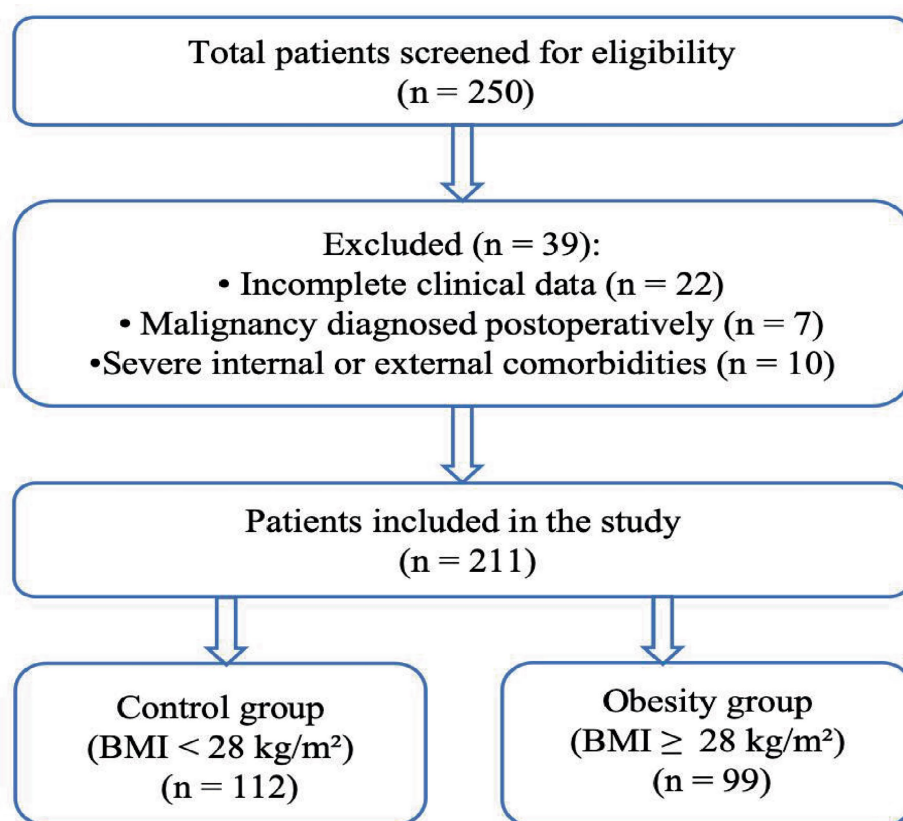 Total patients screened for eligibility
(n = 250)
Excluded (n = 39):
• Incomplete clinical data (n = 22)
• Malignancy diagnosed postoperatively (n = 7)
•Severe internal or external comorbidities (n = 10)
Patients included in the study
(n = 211)
Control group
(BMI < 28 kg/m²)
(n = 112)
Obesity group
(BMI ≥ 28 kg/m²)
(n = 99)